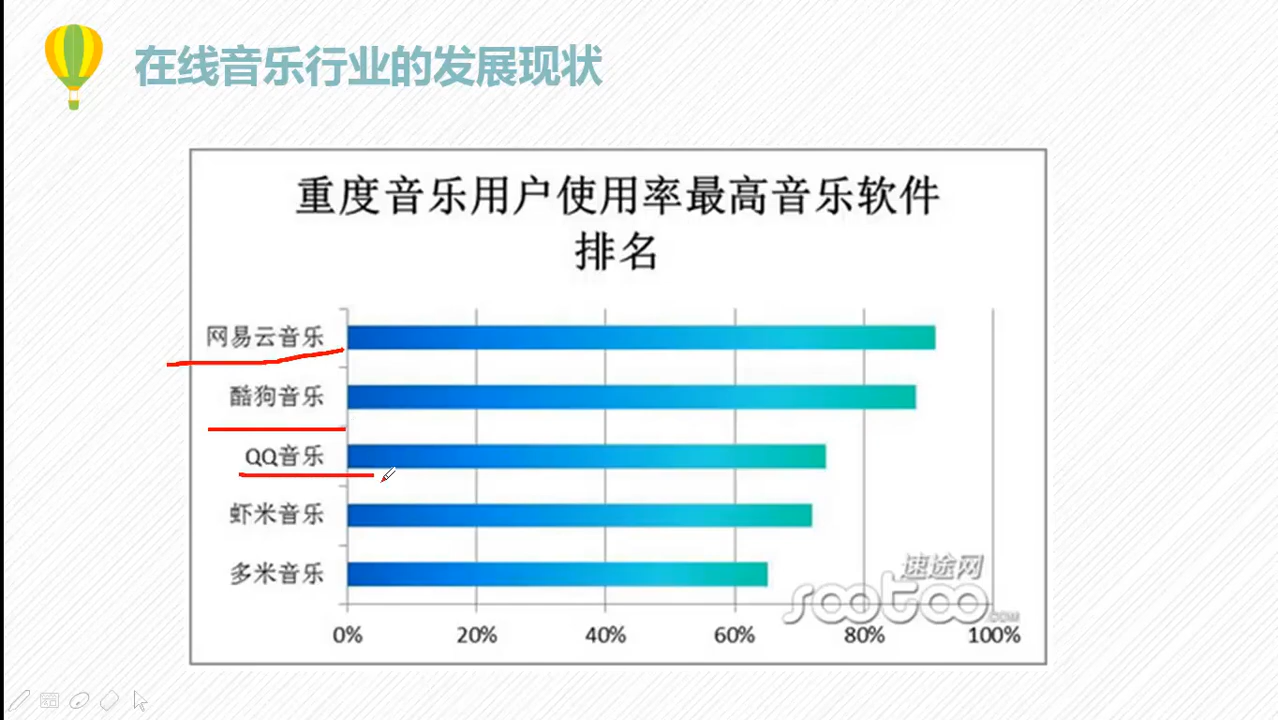 在线音乐行业的发展现状
重度音乐用户使用率最高音乐软件
排名
网易云音乐
酷狗音乐
QQ音乐
虾米音乐
多米音乐
速途网
sootoo.com
0% 20% 40% 60% 80% 100%